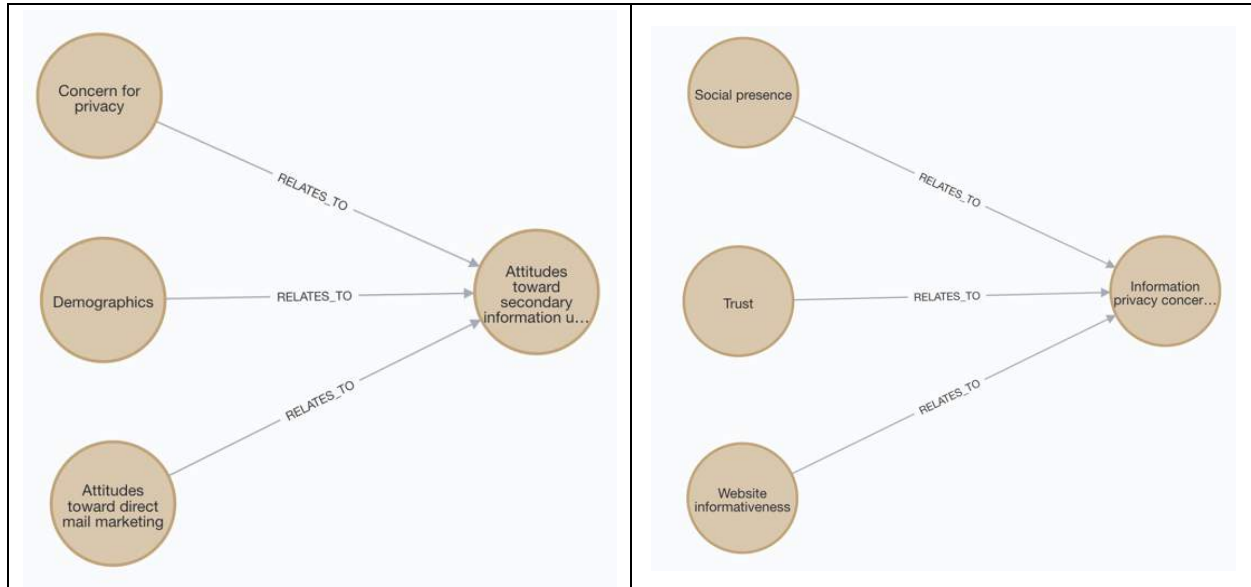 Concern for
privacy
RELATES_TO
Demographics
RELATES_TO
Attitudes
toward
secondary
information u...
RELATES_TO
Attitudes
toward direct
mail marketing
Social presence
RELATES_TO
Trust
RELATES_TO
Information
privacy concer...
RELATES_TO
Website
informativeness